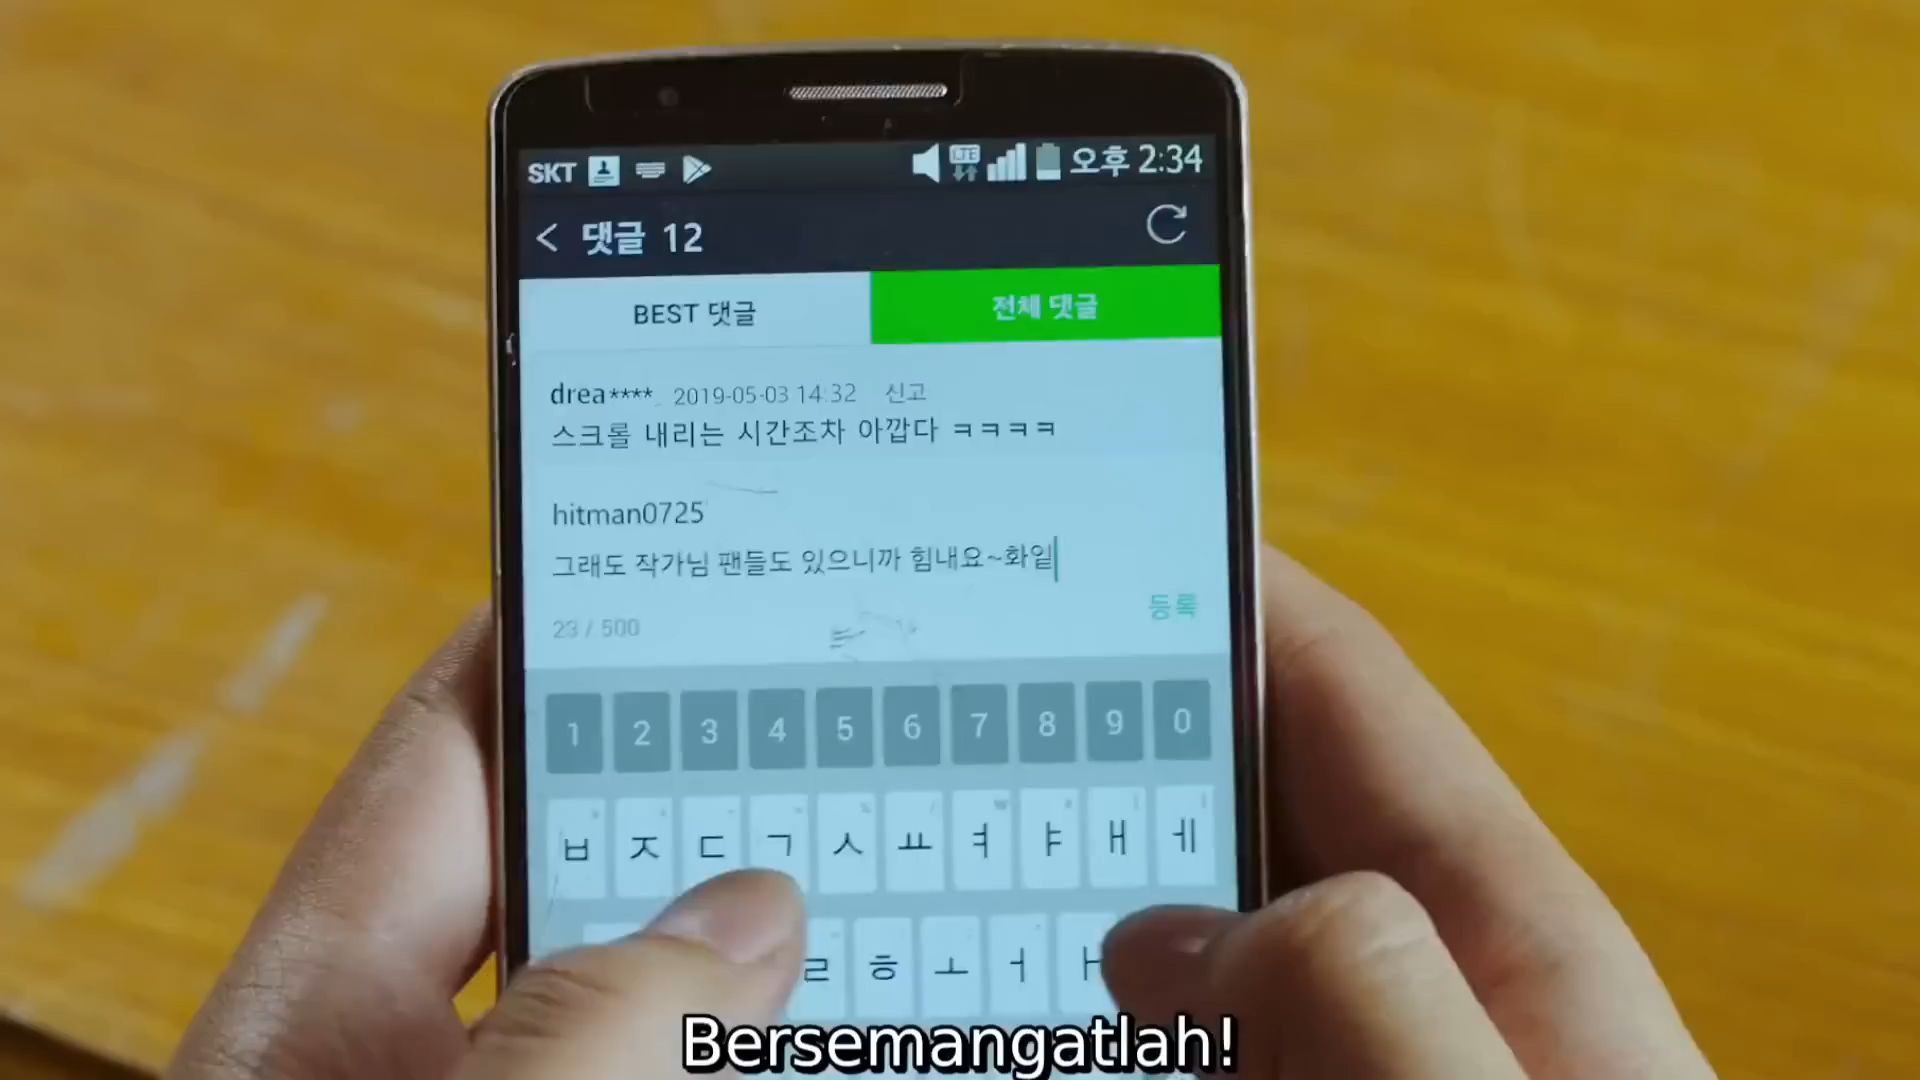 SKT LTE 오후 2:34
댓글 12
BEST 댓글 전체 댓글
drea**** 2019-05-03 14:32 신고
스크롤 내리는 시간조차 아깝다 ㅋㅋㅋㅋ
hitman0725
그래도 작가님 팬들도 있으니까 힘내요~화잍
23 / 500
등록
1 2 3 4 5 6 7 8 9 0
ㅂ ㅈ ㄷ ㄱ ㅅ ㅛ ㅕ ㅑ ㅐ ㅔ
ㄹ ㅎ ㅗ ㅓ ㅏ
Bersemangatlah!